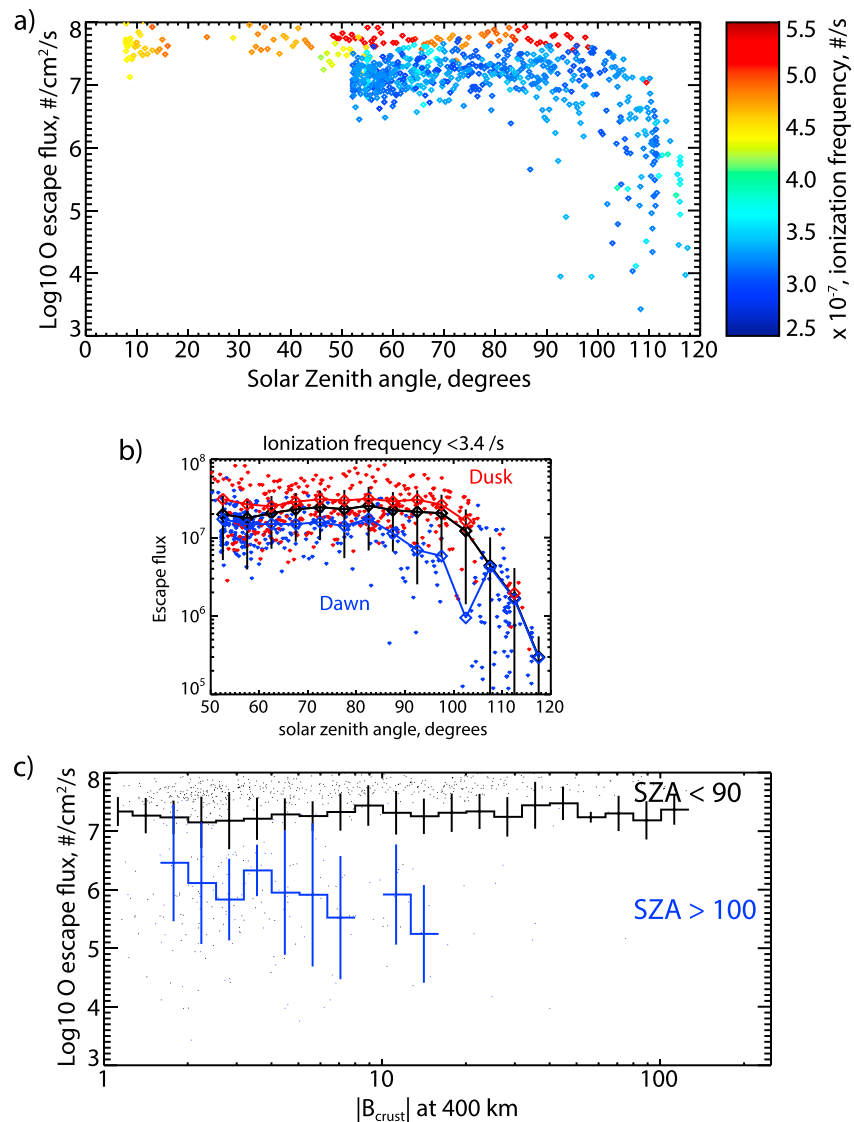 a)
8
7
6
5
4
3
Log10 O escape flux, #/cm²/s
0 10 20 30 40 50 60 70 80 90 100 110 120
Solar Zenith angle, degrees
5.5
5.0
4.5
4.0
3.5
3.0
2.5
x 10⁻⁷, ionization frequency, #/s
b)
Ionization frequency <3.4 /s
10⁸
10⁷
10⁶
10⁵
Escape flux
Dusk
Dawn
50 60 70 80 90 100 110 120
solar zenith angle, degrees
c)
8
7
6
5
4
3
Log10 O escape flux, #/cm²/s
SZA < 90
SZA > 100
1 10 100
|B_crust| at 400 km